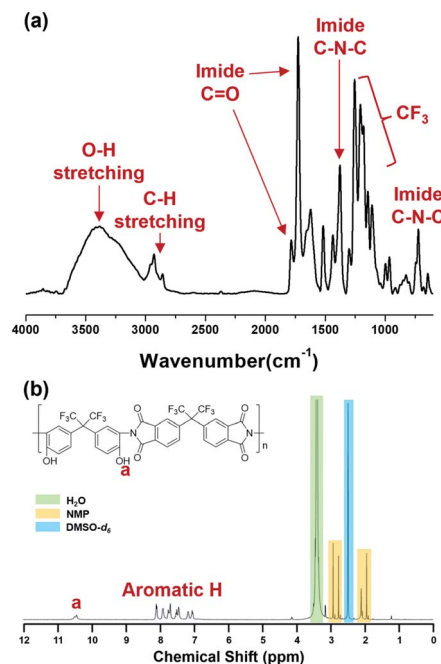 (a)
Imide
C=O
Imide
C-N-C
CF3
O-H
stretching
C-H
stretching
Imide
C-N-C
4000 3500 3000 2500 2000 1500 1000
Wavenumber(cm-1)
(b)
F3C CF3 O F3C CF3 O
N N
n
OH OH O O
a
H2O
NMP
DMSO-d6
Aromatic H
a
12 11 10 9 8 7 6 5 4 3 2 1 0
Chemical Shift (ppm)